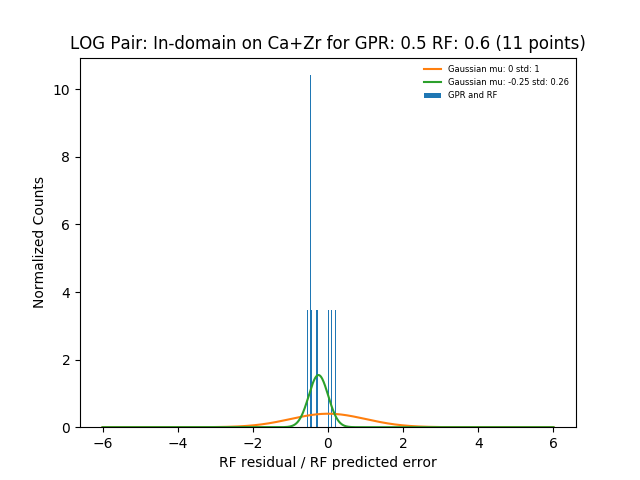 LOG Pair: In-domain on Ca+Zr for GPR: 0.5 RF: 0.6 (11 points)
Gaussian mu: 0 std: 1
Gaussian mu: -0.25 std: 0.26
GPR and RF
Normalized Counts
10
8
6
4
2
0
−6 −4 −2 0 2 4 6
RF residual / RF predicted error